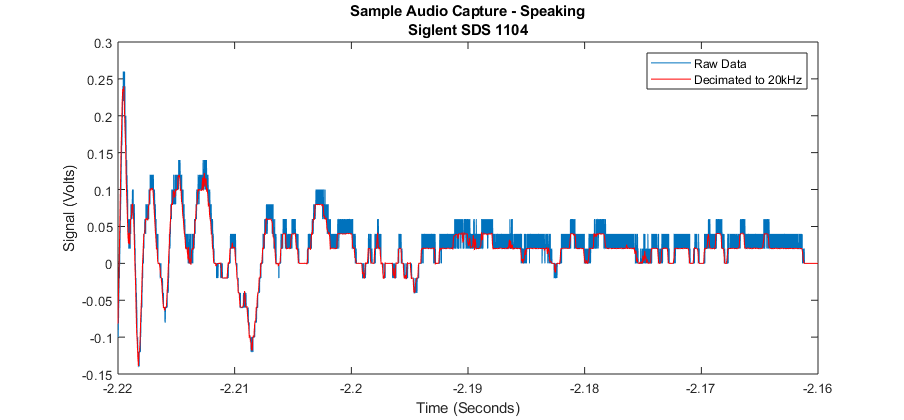 Sample Audio Capture - Speaking
Siglent SDS 1104
Raw Data
Decimated to 20kHz
Signal (Volts)
0.3
0.25
0.2
0.15
0.1
0.05
0
-0.05
-0.1
-0.15
-2.22
-2.21
-2.2
-2.19
-2.18
-2.17
-2.16
Time (Seconds)